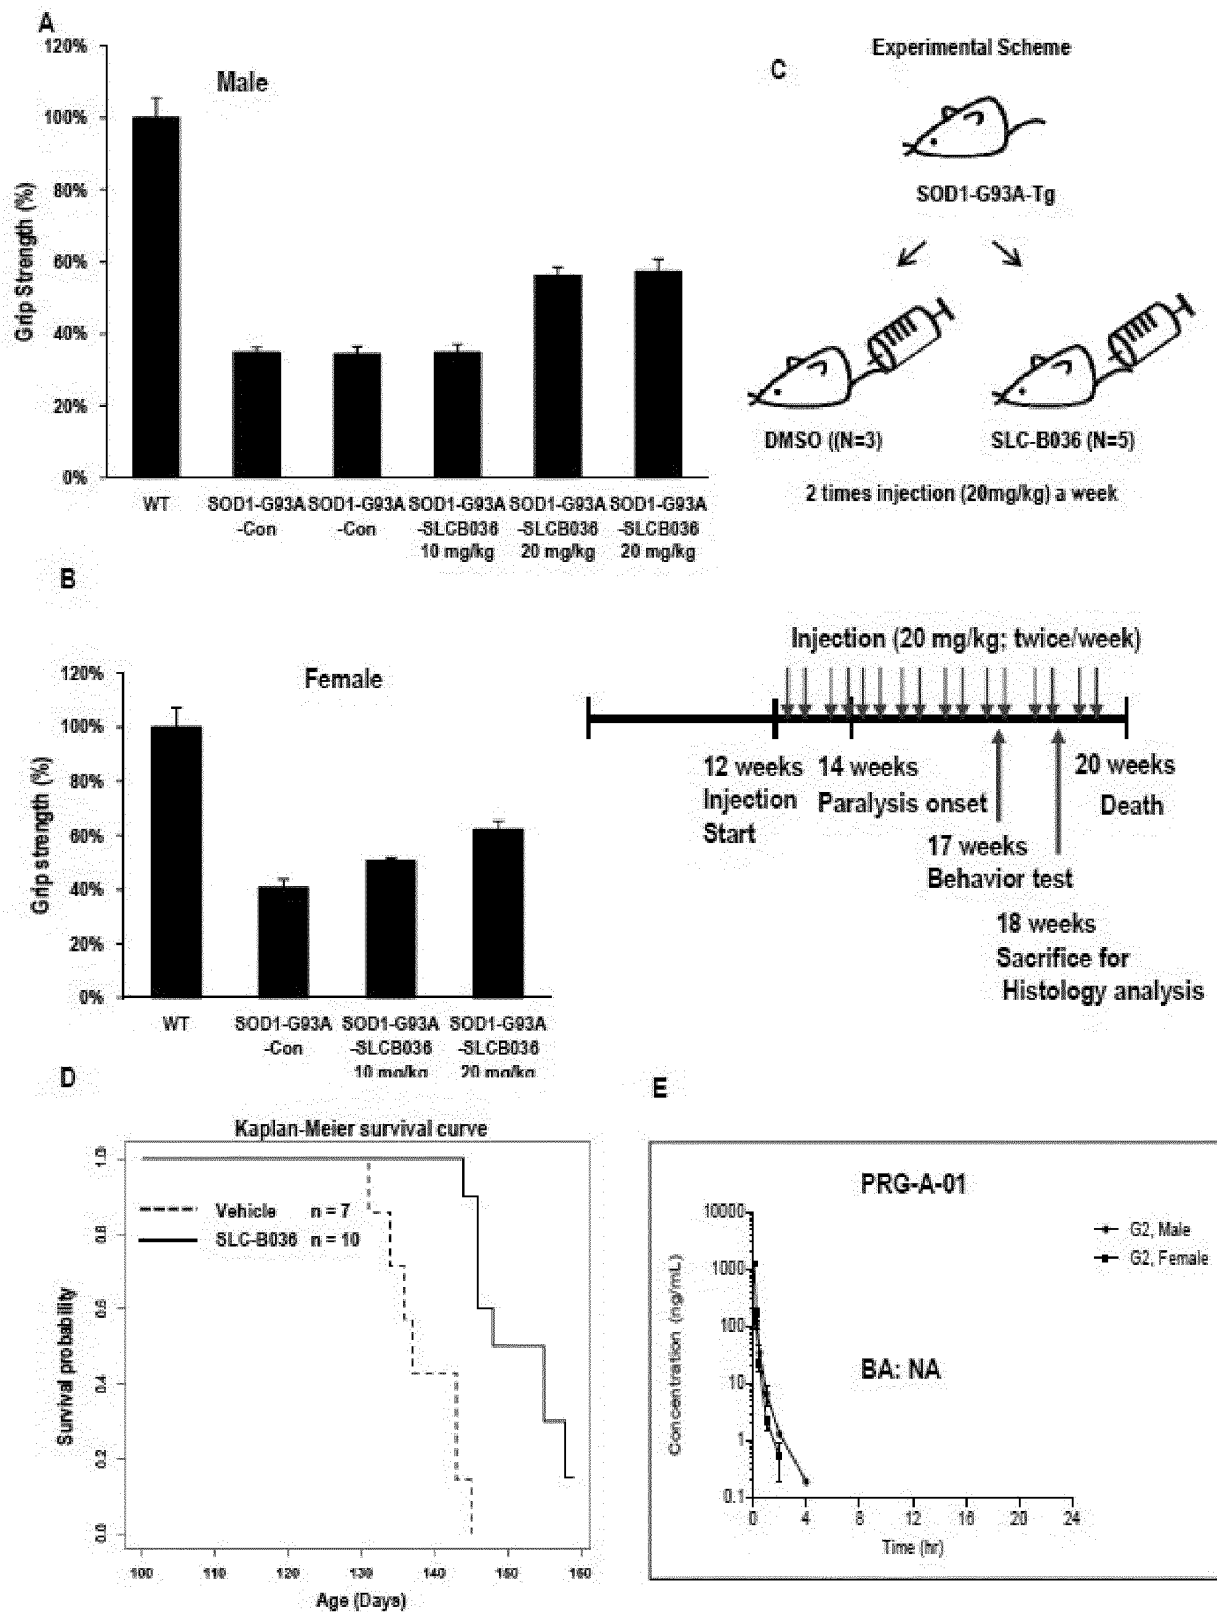 A
Male
Grip Strength (%)
120%
100%
80%
60%
40%
20%
0%
WT
SOD1-G93A
-Con
SOD1-G93A
-Con
SOD1-G93A
-SLCB036
10 mg/kg
SOD1-G93A
-SLCB036
20 mg/kg
SOD1-G93A
-SLCB036
20 mg/kg
C
Experimental Scheme
SOD1-G93A-Tg
DMSO ((N=3)
SLC-B036 (N=5)
2 times injection (20mg/kg) a week
Injection (20 mg/kg; twice/week)
12 weeks
Injection
Start
14 weeks
Paralysis onset
17 weeks
Behavior test
18 weeks
Sacrifice for
Histology analysis
20 weeks
Death
B
Female
Grip strength (%)
120%
100%
80%
60%
40%
20%
0%
WT
SOD1-G93A
-Con
SOD1-G93A
-SLCB036
10 mg/kg
SOD1-G93A
-SLCB036
20 mg/kg
D
Kaplan-Meier survival curve
Survival probability
1.0
0.8
0.6
0.4
0.2
0.0
Vehicle n = 7
SLC-B036 n = 10
100 110 120 130 140 150 160
Age (Days)
E
PRG-A-01
BA: NA
G2, Male
G2, Female
Concentration (ng/mL)
10000
1000
100
10
1
0.1
0 4 8 12 16 20 24
Time (hr)